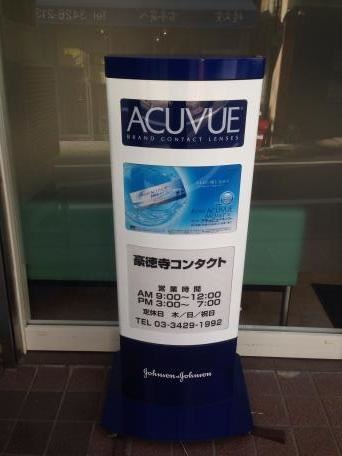 ACUVUE
BRAND CONTACT LENSES
豪徳寺コンタクト
営業時間
AM 9:00～12:00
PM 3:00～ 7:00
定休日 木／日／祝日
TEL 03-3429-1992
Johnson & Johnson